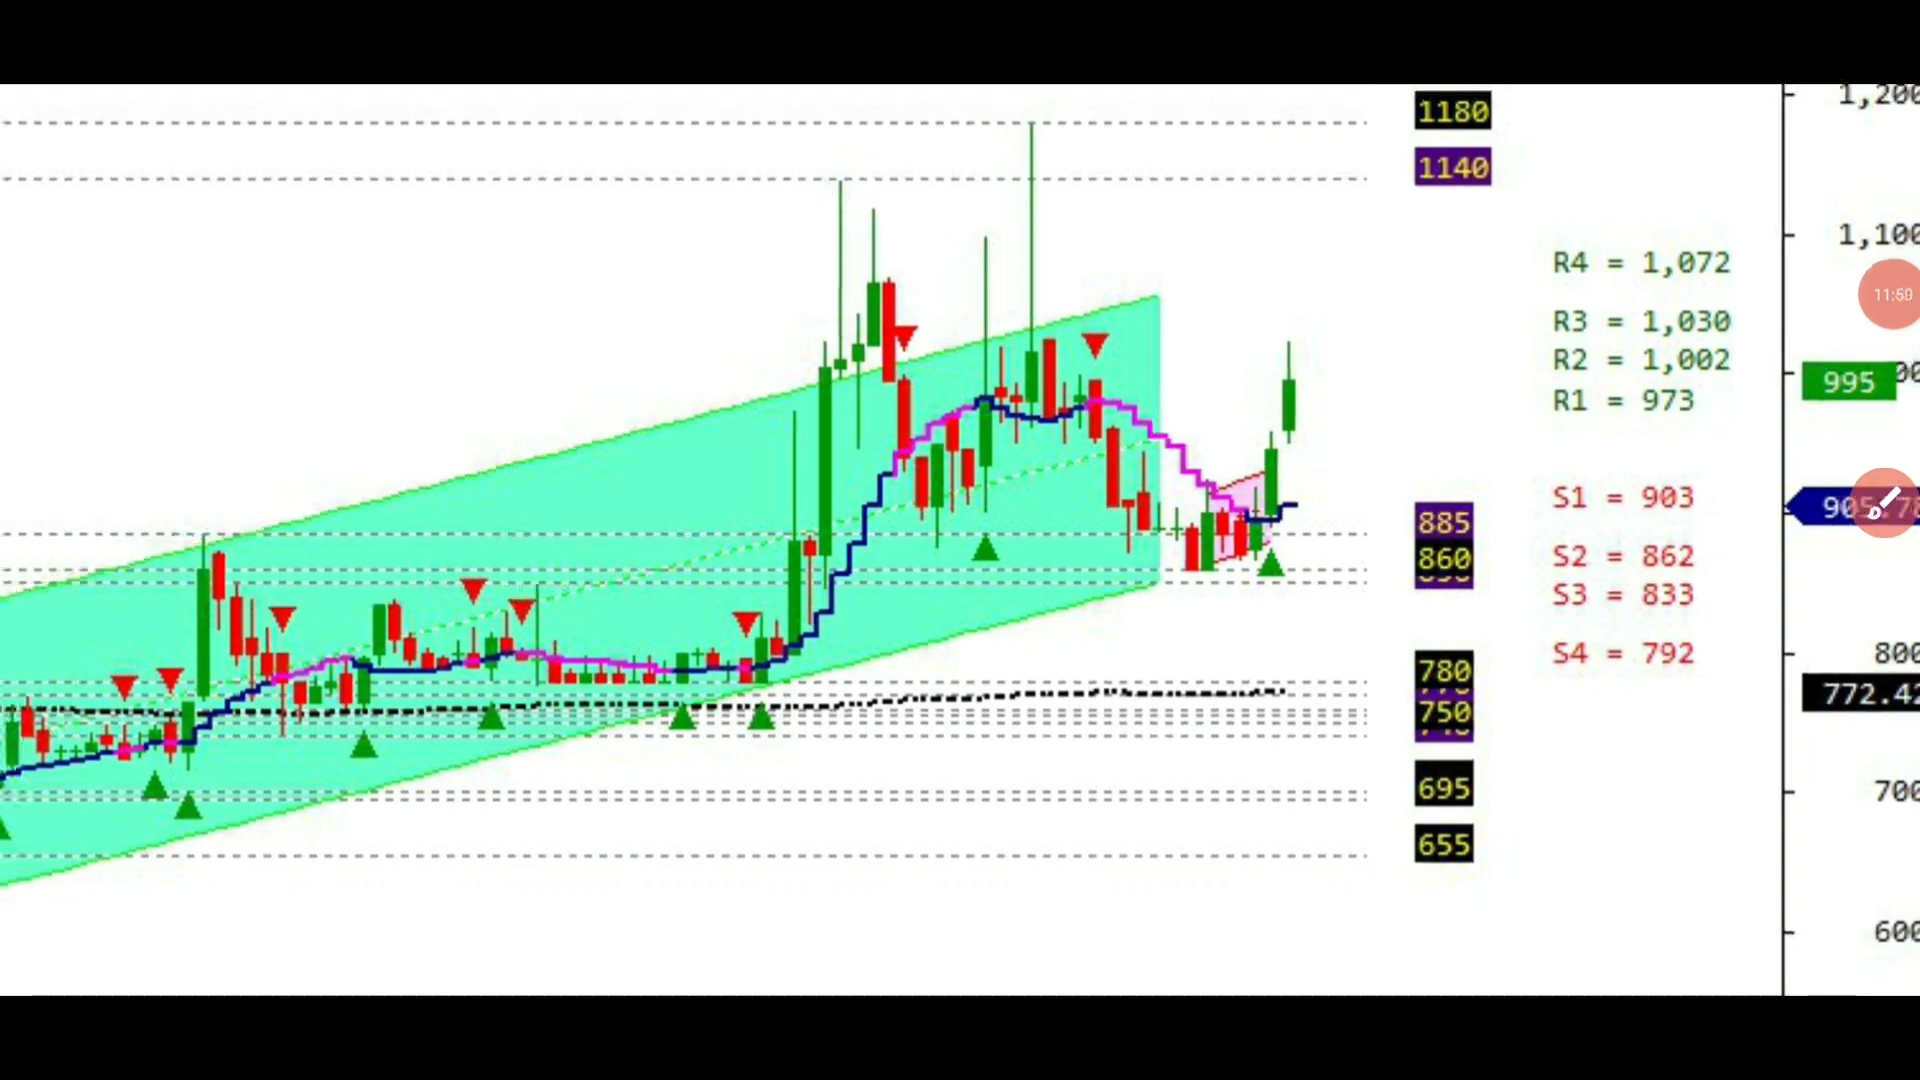 1180
1140
885
860
780
750
695
655
R4 = 1,072
R3 = 1,030
R2 = 1,002
R1 = 973
S1 = 903
S2 = 862
S3 = 833
S4 = 792
1,200
1,100
11:50
995
800
772.42
700
600